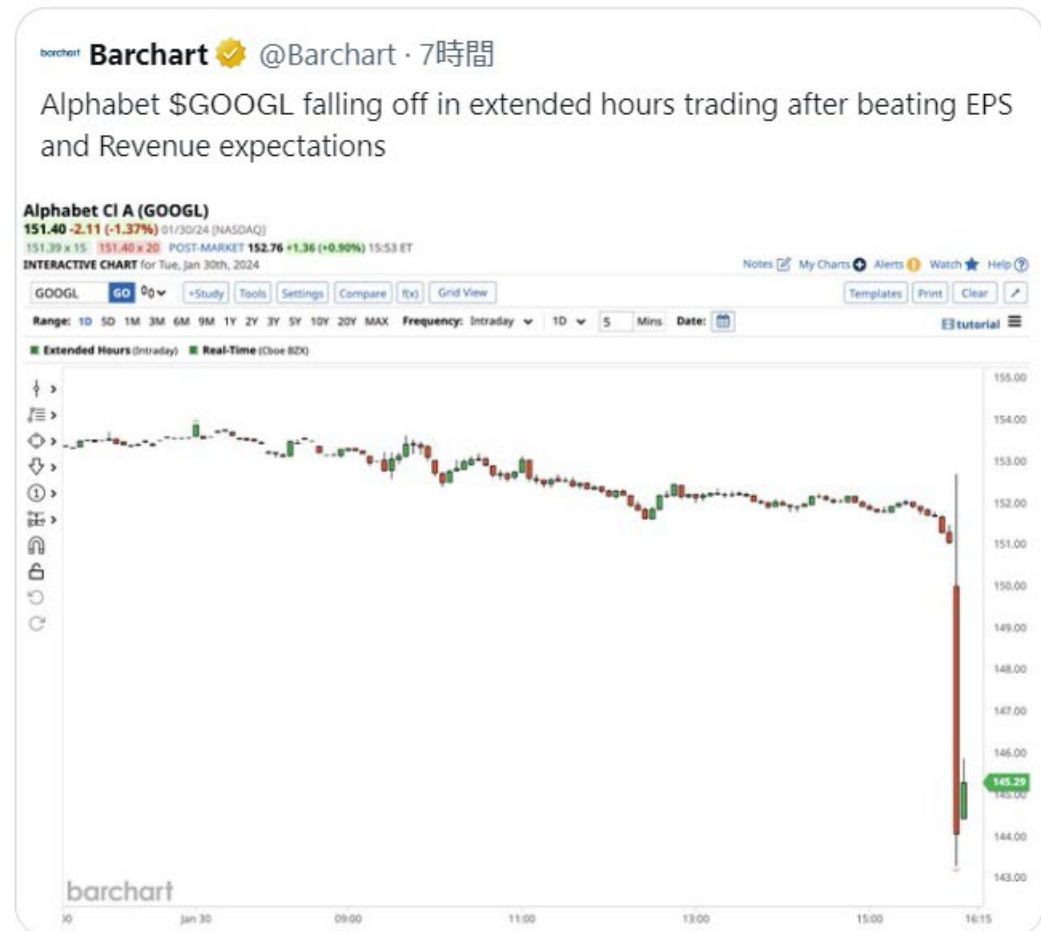 barchart Barchart @Barchart · 7時間
Alphabet $GOOGL falling off in extended hours trading after beating EPS
and Revenue expectations
Alphabet Cl A (GOOGL)
151.40 -2.11 (-1.37%) 01/30/24 [NASDAQ]
151.39 x 15 151.40 x 20 POST-MARKET 152.76 +1.36 (+0.90%) 15:53 ET
INTERACTIVE CHART for Tue, Jan 30th, 2024
Notes My Charts Alerts Watch Help
GOOGL GO +Study Tools Settings Compare f(x) Grid View Templates Print Clear
Range: 1D 5D 1M 3M 6M 9M 1Y 2Y 3Y 5Y 10Y 20Y MAX Frequency: Intraday 1D 5 Mins Date: tutorial
Extended Hours (Intraday) Real-Time (Cboe BZX)
155.00
154.00
153.00
152.00
151.00
150.00
149.00
148.00
147.00
146.00
145.29
145.00
144.00
143.00
barchart
Jan 30 09:00 11:00 13:00 15:00 16:15